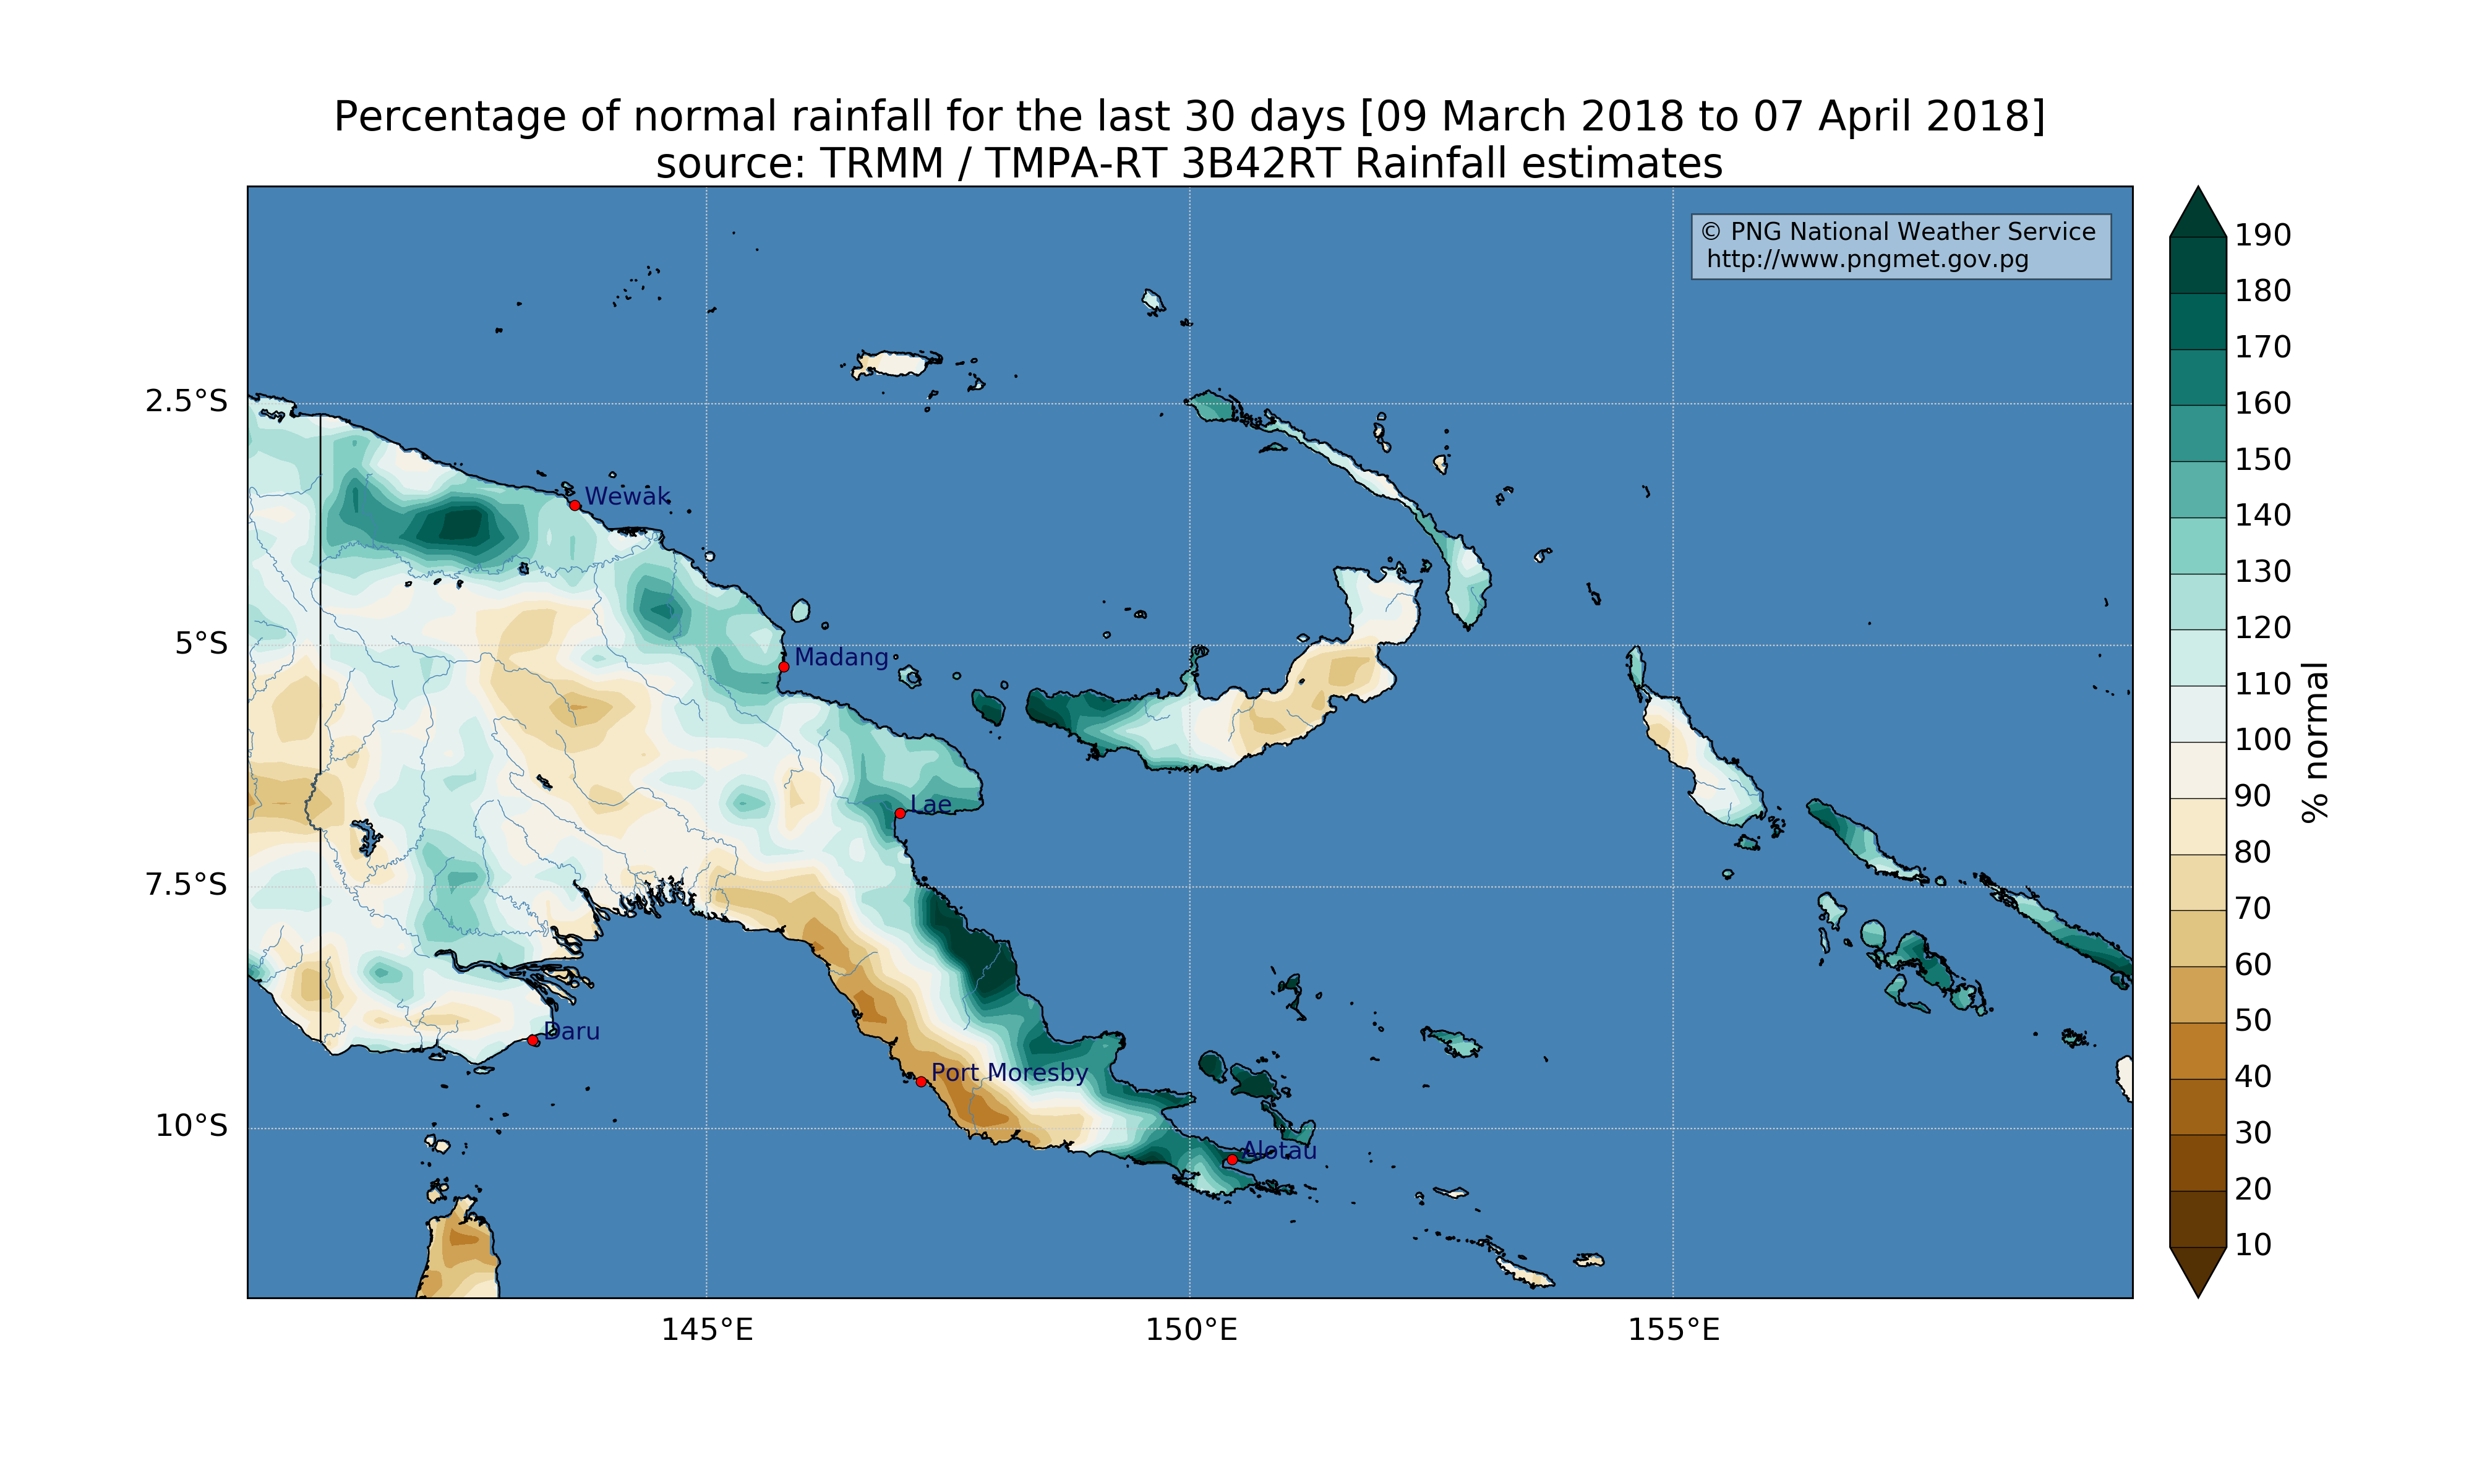 Percentage of normal rainfall for the last 30 days [09 March 2018 to 07 April 2018]
source: TRMM / TMPA-RT 3B42RT Rainfall estimates
© PNG National Weather Service
http://www.pngmet.gov.pg
190
180
170
160
150
140
130
120
110
100
90
80
70
60
50
40
30
20
10
% normal
2.5°S
5°S
7.5°S
10°S
Wewak
Madang
Lae
Daru
Port Moresby
Alotau
145°E
150°E
155°E